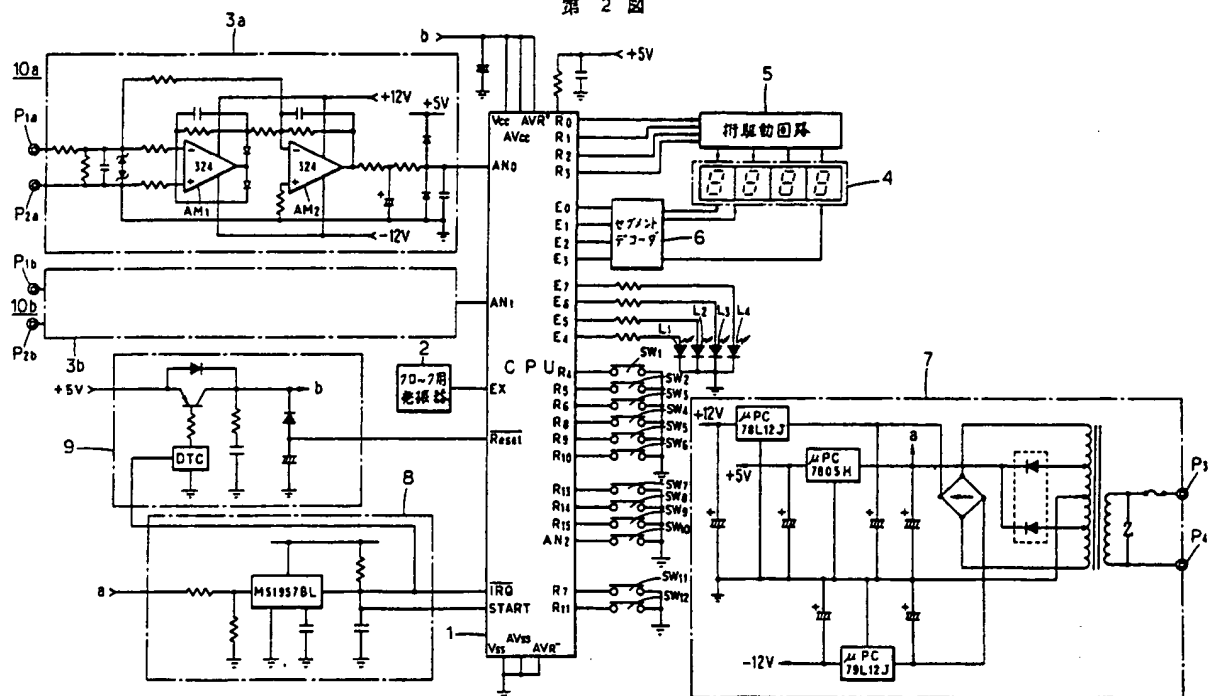 第 2 図
3a
10a
P1a
P2a
324
AM1
324
AM2
+12V
-12V
+5V
b
+5V
Vcc
AVcc
AVR+
AN0
R0
R1
R2
R3
5
桁駆動回路
4
E0
E1
E2
E3
セグメント
デコーダ
6
P1b
10b
P2b
3b
AN1
E7
E6
E5
E4
L1
L2
L3
L4
CPU
2
クロック用
発振器
EX
+5V
b
DTC
9
Reset
R4
R5
R6
R8
R9
R10
SW1
SW2
SW3
SW4
SW5
SW6
R13
R14
R15
AN2
SW7
SW8
SW9
SW10
R7
R11
SW11
SW12
8
a
M51957BL
IRQ
START
1
Vss
AVss
AVR-
7
+12V
μPC
78L12J
+5V
μPC
7805H
a
P3
P4
-12V
μPC
79L12J